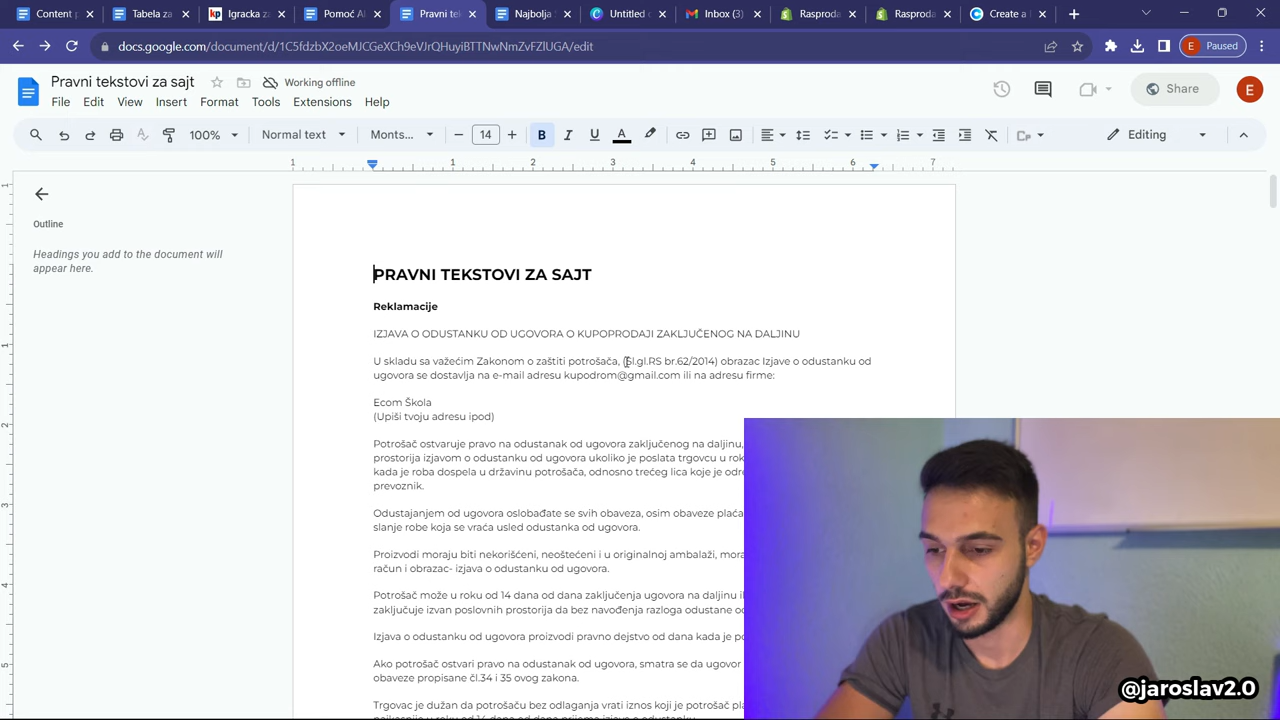 Content p
Tabela za
Igracka za
Pomoć Al
Pravni tel
Najbolja S
Untitled d
Inbox (3)
Rasproda
Rasproda
Create a l
docs.google.com/document/d/1C5fdzbX2oeMJCGeXCh9eVJrQHuyiBTTNwNmZvFZlUGA/edit
E Paused
Pravni tekstovi za sajt
Working offline
File Edit View Insert Format Tools Extensions Help
Share
E
100% Normal text Monts... 14 B I U A Editing
1 1 2 3 4 5 6 7
Outline
Headings you add to the document will
appear here.
PRAVNI TEKSTOVI ZA SAJT
Reklamacije
IZJAVA O ODUSTANKU OD UGOVORA O KUPOPRODAJI ZAKLJUČENOG NA DALJINU
U skladu sa važećim Zakonom o zaštiti potrošača, (Sl.gl.RS br.62/2014) obrazac Izjave o odustanku od
ugovora se dostavlja na e-mail adresu kupodrom@gmail.com ili na adresu firme:
Ecom Škola
(Upiši tvoju adresu ipod)
Potrošač ostvaruje pravo na odustanak od ugovora zaključenog na daljinu,
prostorija izjavom o odustanku od ugovora ukoliko je poslata trgovcu u rok
kada je roba dospela u državinu potrošača, odnosno trećeg lica koje je odre
prevoznik.
Odustajanjem od ugovora oslobađate se svih obaveza, osim obaveze plaća
slanje robe koja se vraća usled odustanka od ugovora.
Proizvodi moraju biti nekorišćeni, neoštećeni i u originalnoj ambalaži, mora
račun i obrazac- izjava o odustanku od ugovora.
Potrošač može u roku od 14 dana od dana zaključenja ugovora na daljinu il
zaključuje izvan poslovnih prostorija da bez navođenja razloga odustane o
Izjava o odustanku od ugovora proizvodi pravno dejstvo od dana kada je po
Ako potrošač ostvari pravo na odustanak od ugovora, smatra se da ugovor
obaveze propisane čl.34 i 35 ovog zakona.
Trgovac je dužan da potrošaču bez odlaganja vrati iznos koji je potrošač pla
@jaroslav2.0